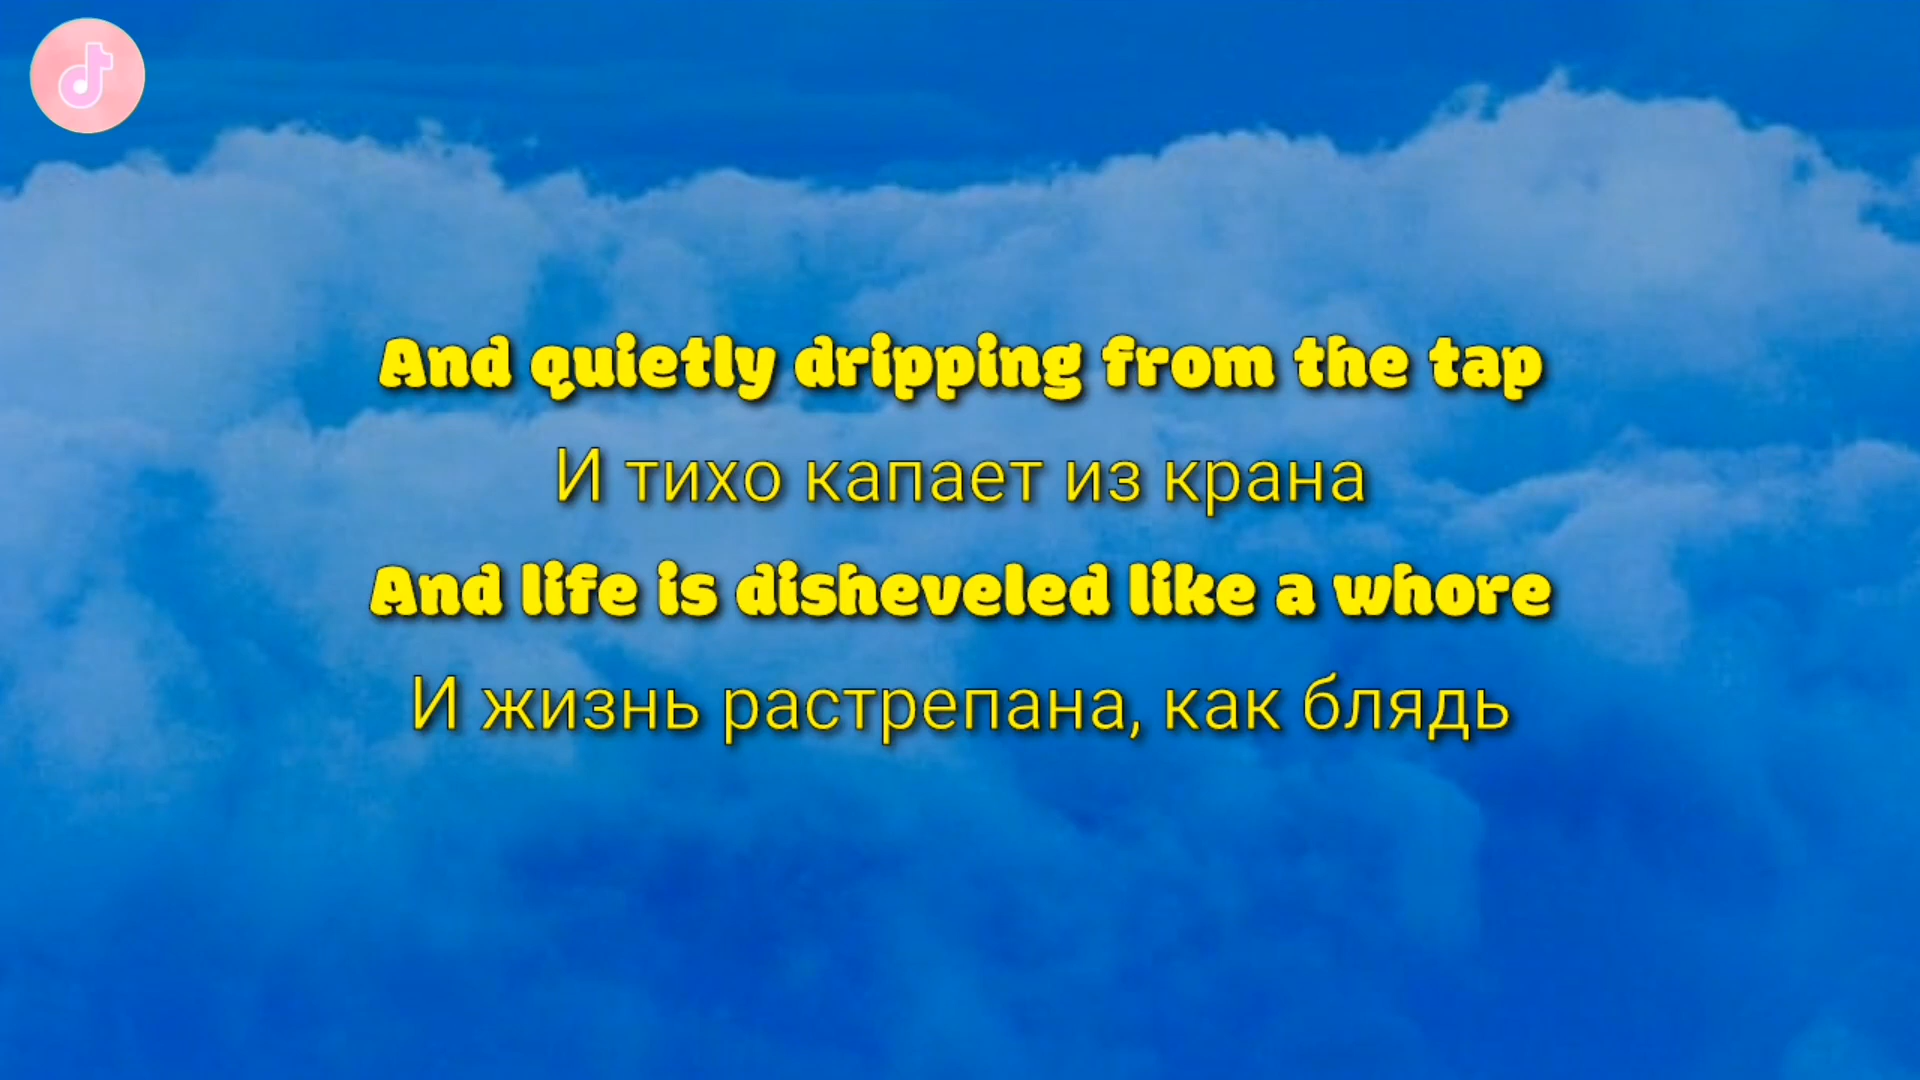 And quietly dripping from the tap
И тихо капает из крана
And life is disheveled like a whore
И жизнь растрепана, как блядь